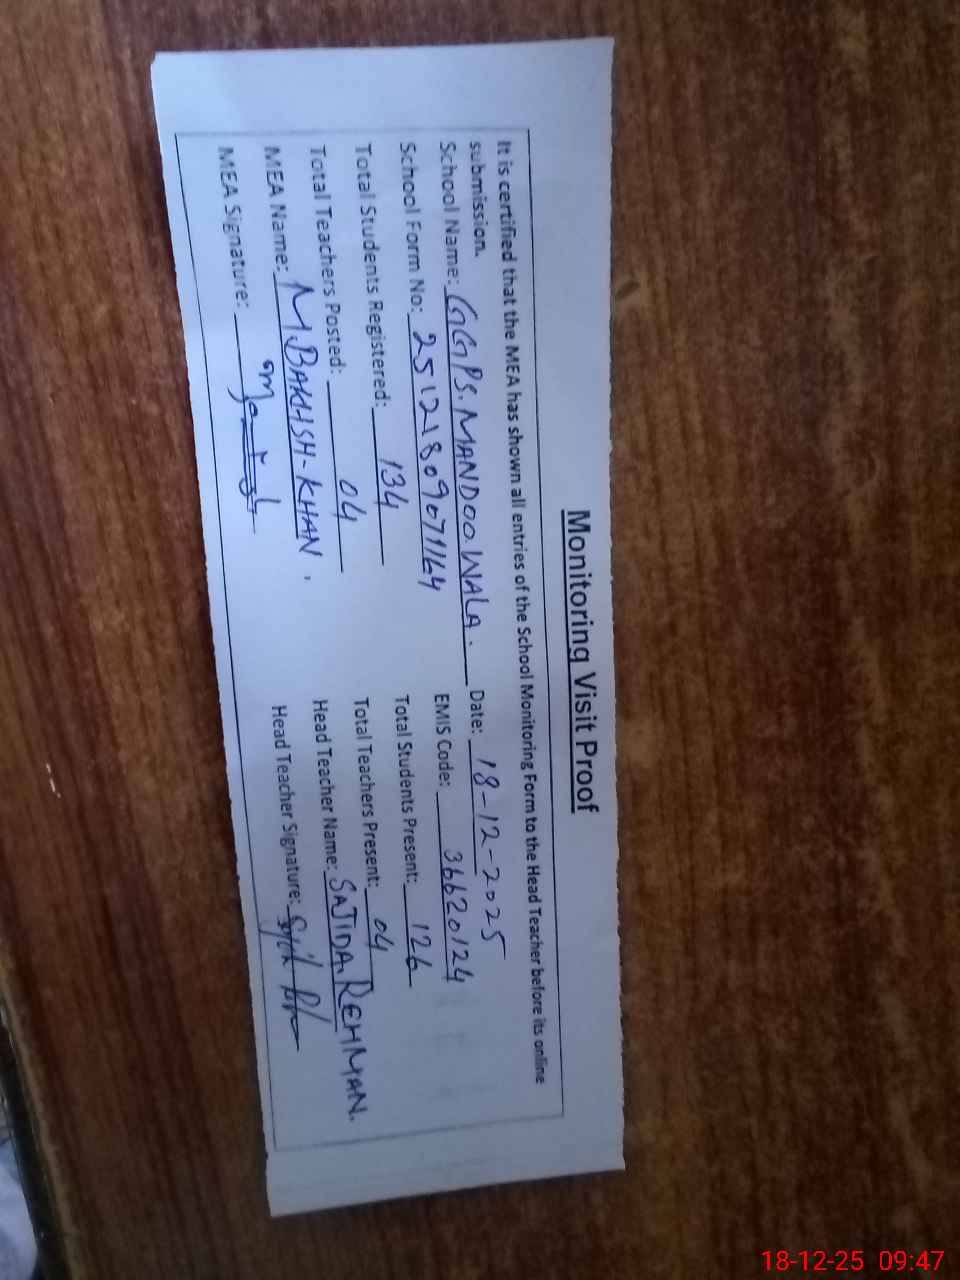 Monitoring Visit Proof
It is certified that the MEA has shown all entries of the School Monitoring Form to the Head Teacher before its online
submission.
School Name: GGPS. MANDOO. WALA. Date: 18-12-2025
School Form No: 25121809071164 EMIS Code: 36620124
Total Students Registered: 134 Total Students Present: 126
Total Teachers Posted: 04 Total Teachers Present: 04
MEA Name: M. BAKHSH-KHAN. Head Teacher Name: SAJIDA. REHMAN.
MEA Signature: Head Teacher Signature:
18-12-25 09:47